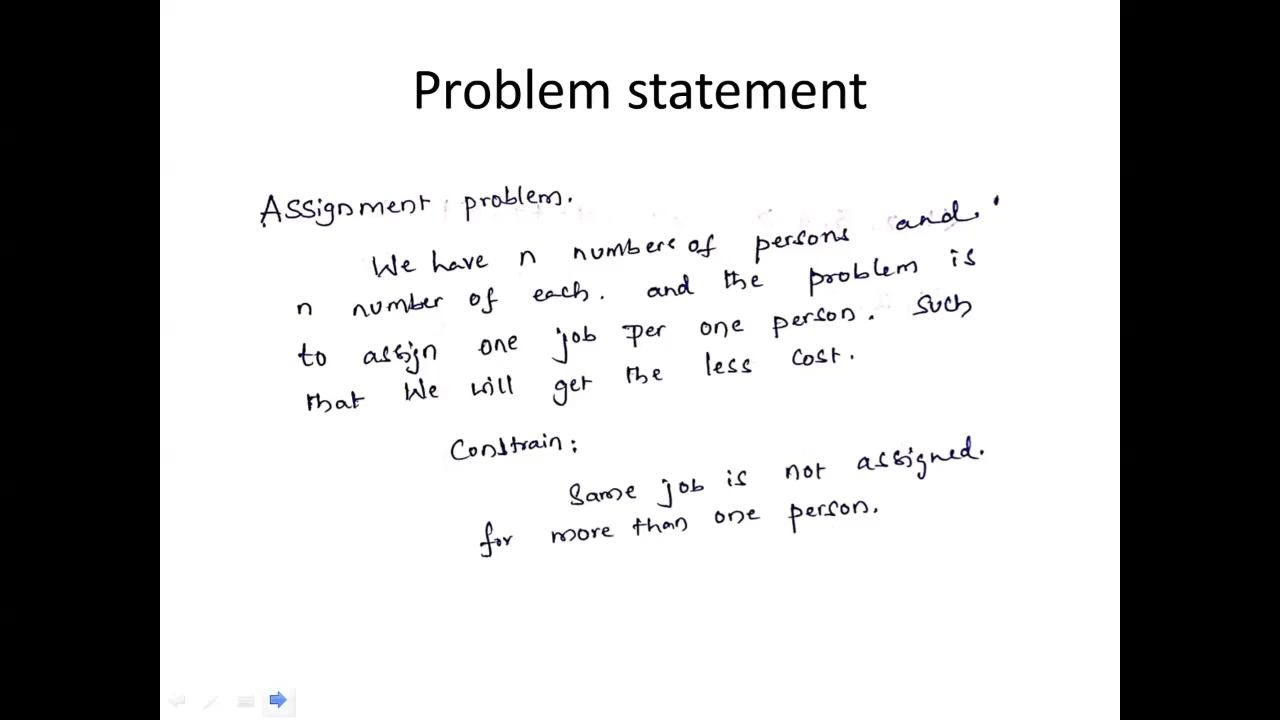 Problem statement
Assignment problem.
We have n numbers of persons and.
n number of each. and the problem is
to assign one job per one person. such
that we will get the less cost.
Constrain:
Same job is not assigned.
for more than one person.